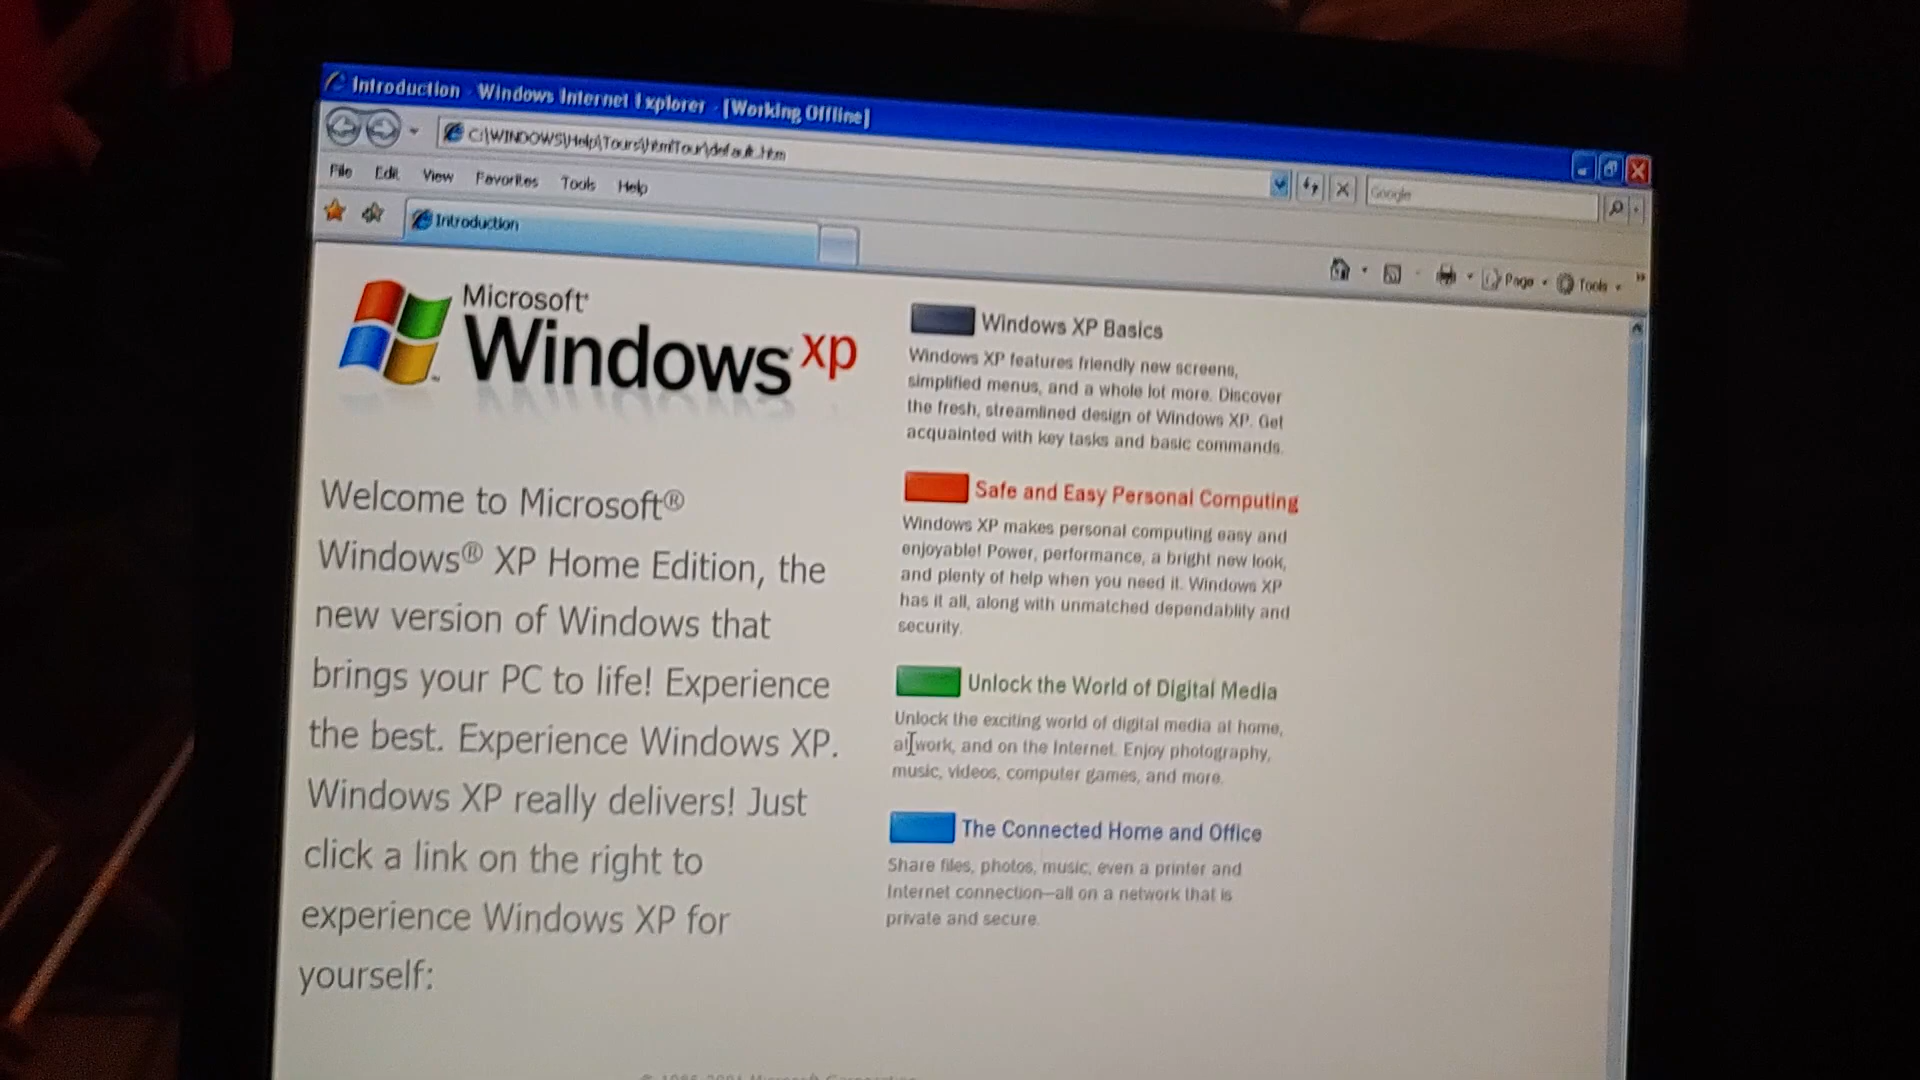 Introduction - Windows Internet Explorer - [Working Offline]
C:\WINDOWS\Help\Tours\htmlTour\default.htm
Google
File Edit View Favorites Tools Help
Introduction
Page Tools
Microsoft
Windows xp
Welcome to Microsoft®
Windows® XP Home Edition, the
new version of Windows that
brings your PC to life! Experience
the best. Experience Windows XP.
Windows XP really delivers! Just
click a link on the right to
experience Windows XP for
yourself:
Windows XP Basics
Windows XP features friendly new screens,
simplified menus, and a whole lot more. Discover
the fresh, streamlined design of Windows XP. Get
acquainted with key tasks and basic commands.
Safe and Easy Personal Computing
Windows XP makes personal computing easy and
enjoyable! Power, performance, a bright new look,
and plenty of help when you need it. Windows XP
has it all, along with unmatched dependability and
security.
Unlock the World of Digital Media
Unlock the exciting world of digital media at home,
at work, and on the Internet. Enjoy photography,
music, videos, computer games, and more.
The Connected Home and Office
Share files, photos, music, even a printer and
Internet connection—all on a network that is
private and secure.